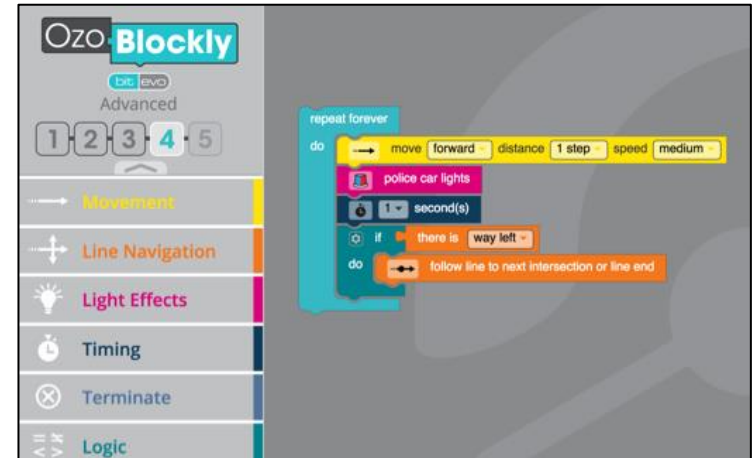 Ozo Blockly
bit evo
Advanced
1 2 3 4 5
Movement
Line Navigation
Light Effects
Timing
Terminate
Logic
repeat forever
do move forward distance 1 step speed medium
police car lights
1 second(s)
if there is way left
do follow line to next intersection or line end